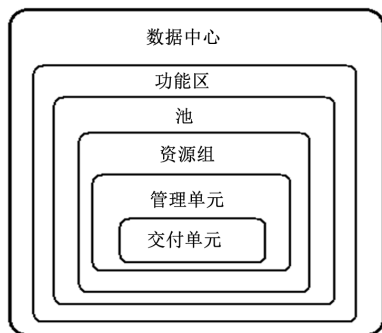 数据中心
功能区
池
资源组
管理单元
交付单元